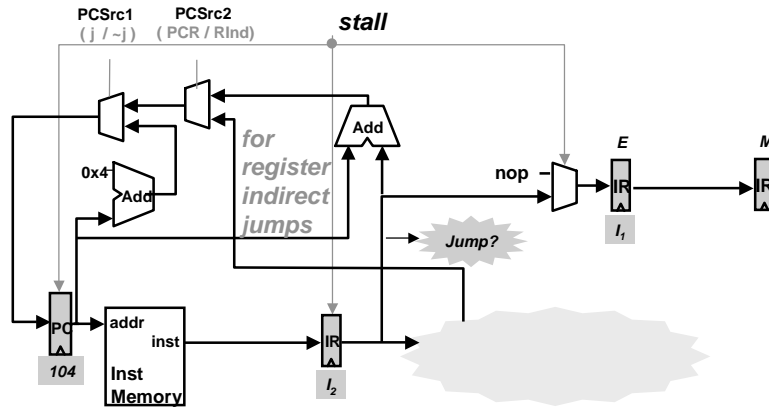 PCSrc1
( j / ~j )
PCSrc2
( PCR / RInd )
stall
Add
for
register
indirect
jumps
0x4
Add
nop
E
IR
I1
M
IR
Jump?
PC
104
addr
inst
Inst
Memory
IR
I2